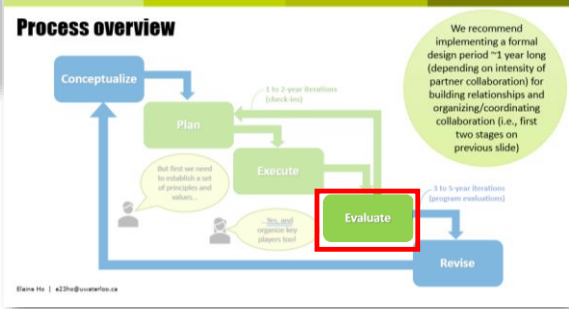 Process overview
We recommend
implementing a formal
design period ~1 year long
(depending on intensity of
partner collaboration) for
building relationships and
organizing/coordinating
collaboration (i.e., first
two stages on
previous slide)
Conceptualize
1 to 2-year iterations
(check-ins)
Plan
But first we need
to establish a set
of principles and
values...
Execute
Yes, and
organize key
players too!
Evaluate
3 to 5-year iterations
(program evaluations)
Revise
Elaine Ho | e23ho@uwaterloo.ca